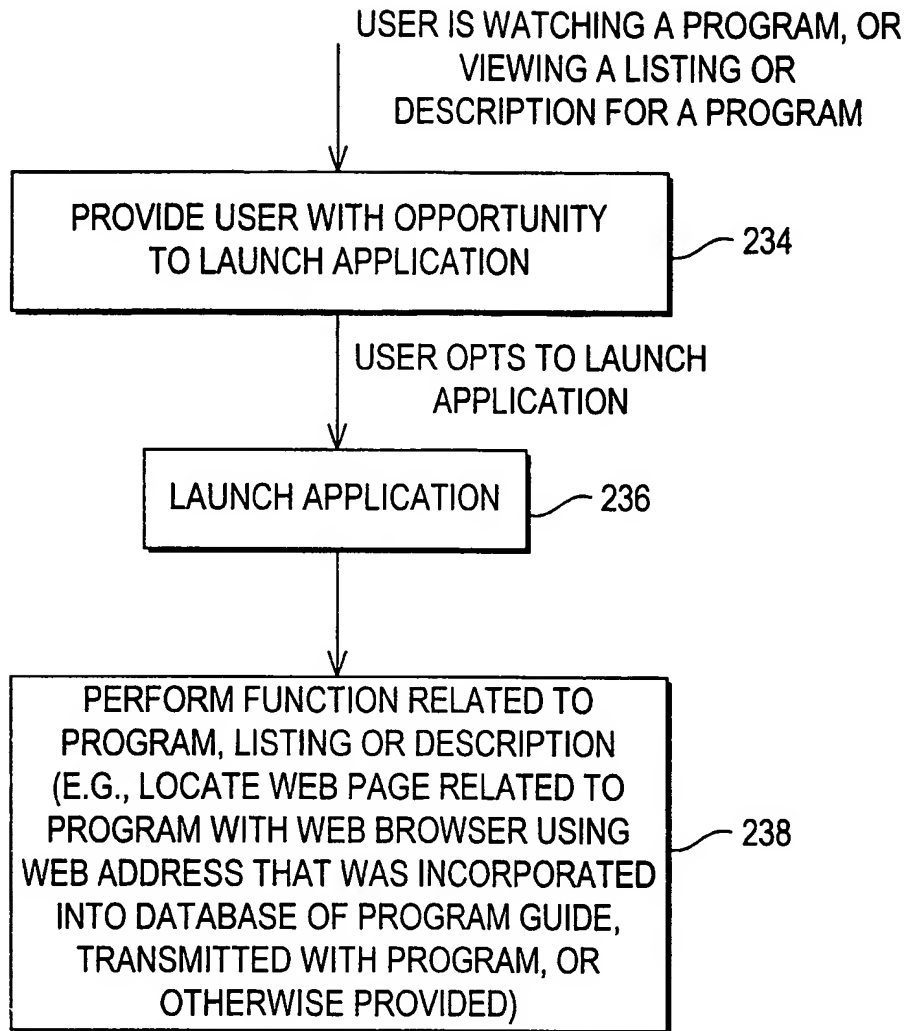 USER IS WATCHING A PROGRAM, OR
VIEWING A LISTING OR
DESCRIPTION FOR A PROGRAM
PROVIDE USER WITH OPPORTUNITY
TO LAUNCH APPLICATION
234
USER OPTS TO LAUNCH
APPLICATION
LAUNCH APPLICATION
236
PERFORM FUNCTION RELATED TO
PROGRAM, LISTING OR DESCRIPTION
(E.G., LOCATE WEB PAGE RELATED TO
PROGRAM WITH WEB BROWSER USING
WEB ADDRESS THAT WAS INCORPORATED
INTO DATABASE OF PROGRAM GUIDE,
TRANSMITTED WITH PROGRAM, OR
OTHERWISE PROVIDED)
238